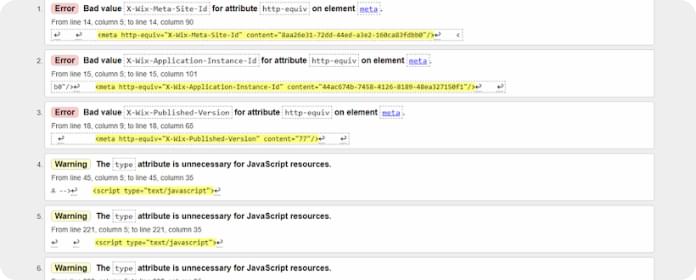 1. Error Bad value X-Wix-Meta-Site-Id for attribute http-equiv on element meta.
From line 14, column 5; to line 14, column 90
↩ ↩ <meta http-equiv="X-Wix-Meta-Site-Id" content="8aa26e31-72dd-44ed-a3e2-160ca83fdbb0"/>↩ <
2. Error Bad value X-Wix-Application-Instance-Id for attribute http-equiv on element meta.
From line 15, column 5; to line 15, column 101
b0"/>↩ <meta http-equiv="X-Wix-Application-Instance-Id" content="44ac674b-7458-4126-8189-48ea327150f1"/>↩ ↩
3. Error Bad value X-Wix-Published-Version for attribute http-equiv on element meta.
From line 18, column 9; to line 18, column 65
↩ <meta http-equiv="X-Wix-Published-Version" content="77"/>↩ ↩
4. Warning The type attribute is unnecessary for JavaScript resources.
From line 45, column 5; to line 45, column 35
& -->↩ <script type="text/javascript">↩
5. Warning The type attribute is unnecessary for JavaScript resources.
From line 221, column 5; to line 221, column 35
↩ ↩ <script type="text/javascript">↩
6. Warning The type attribute is unnecessary for JavaScript resources.